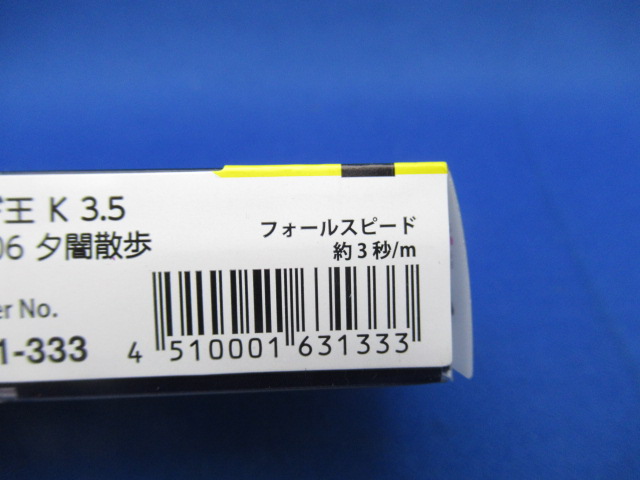 王 K 3.5
06 夕闇散歩
フォールスピード
約3秒/m
er No.
1-333
4 510001 631333